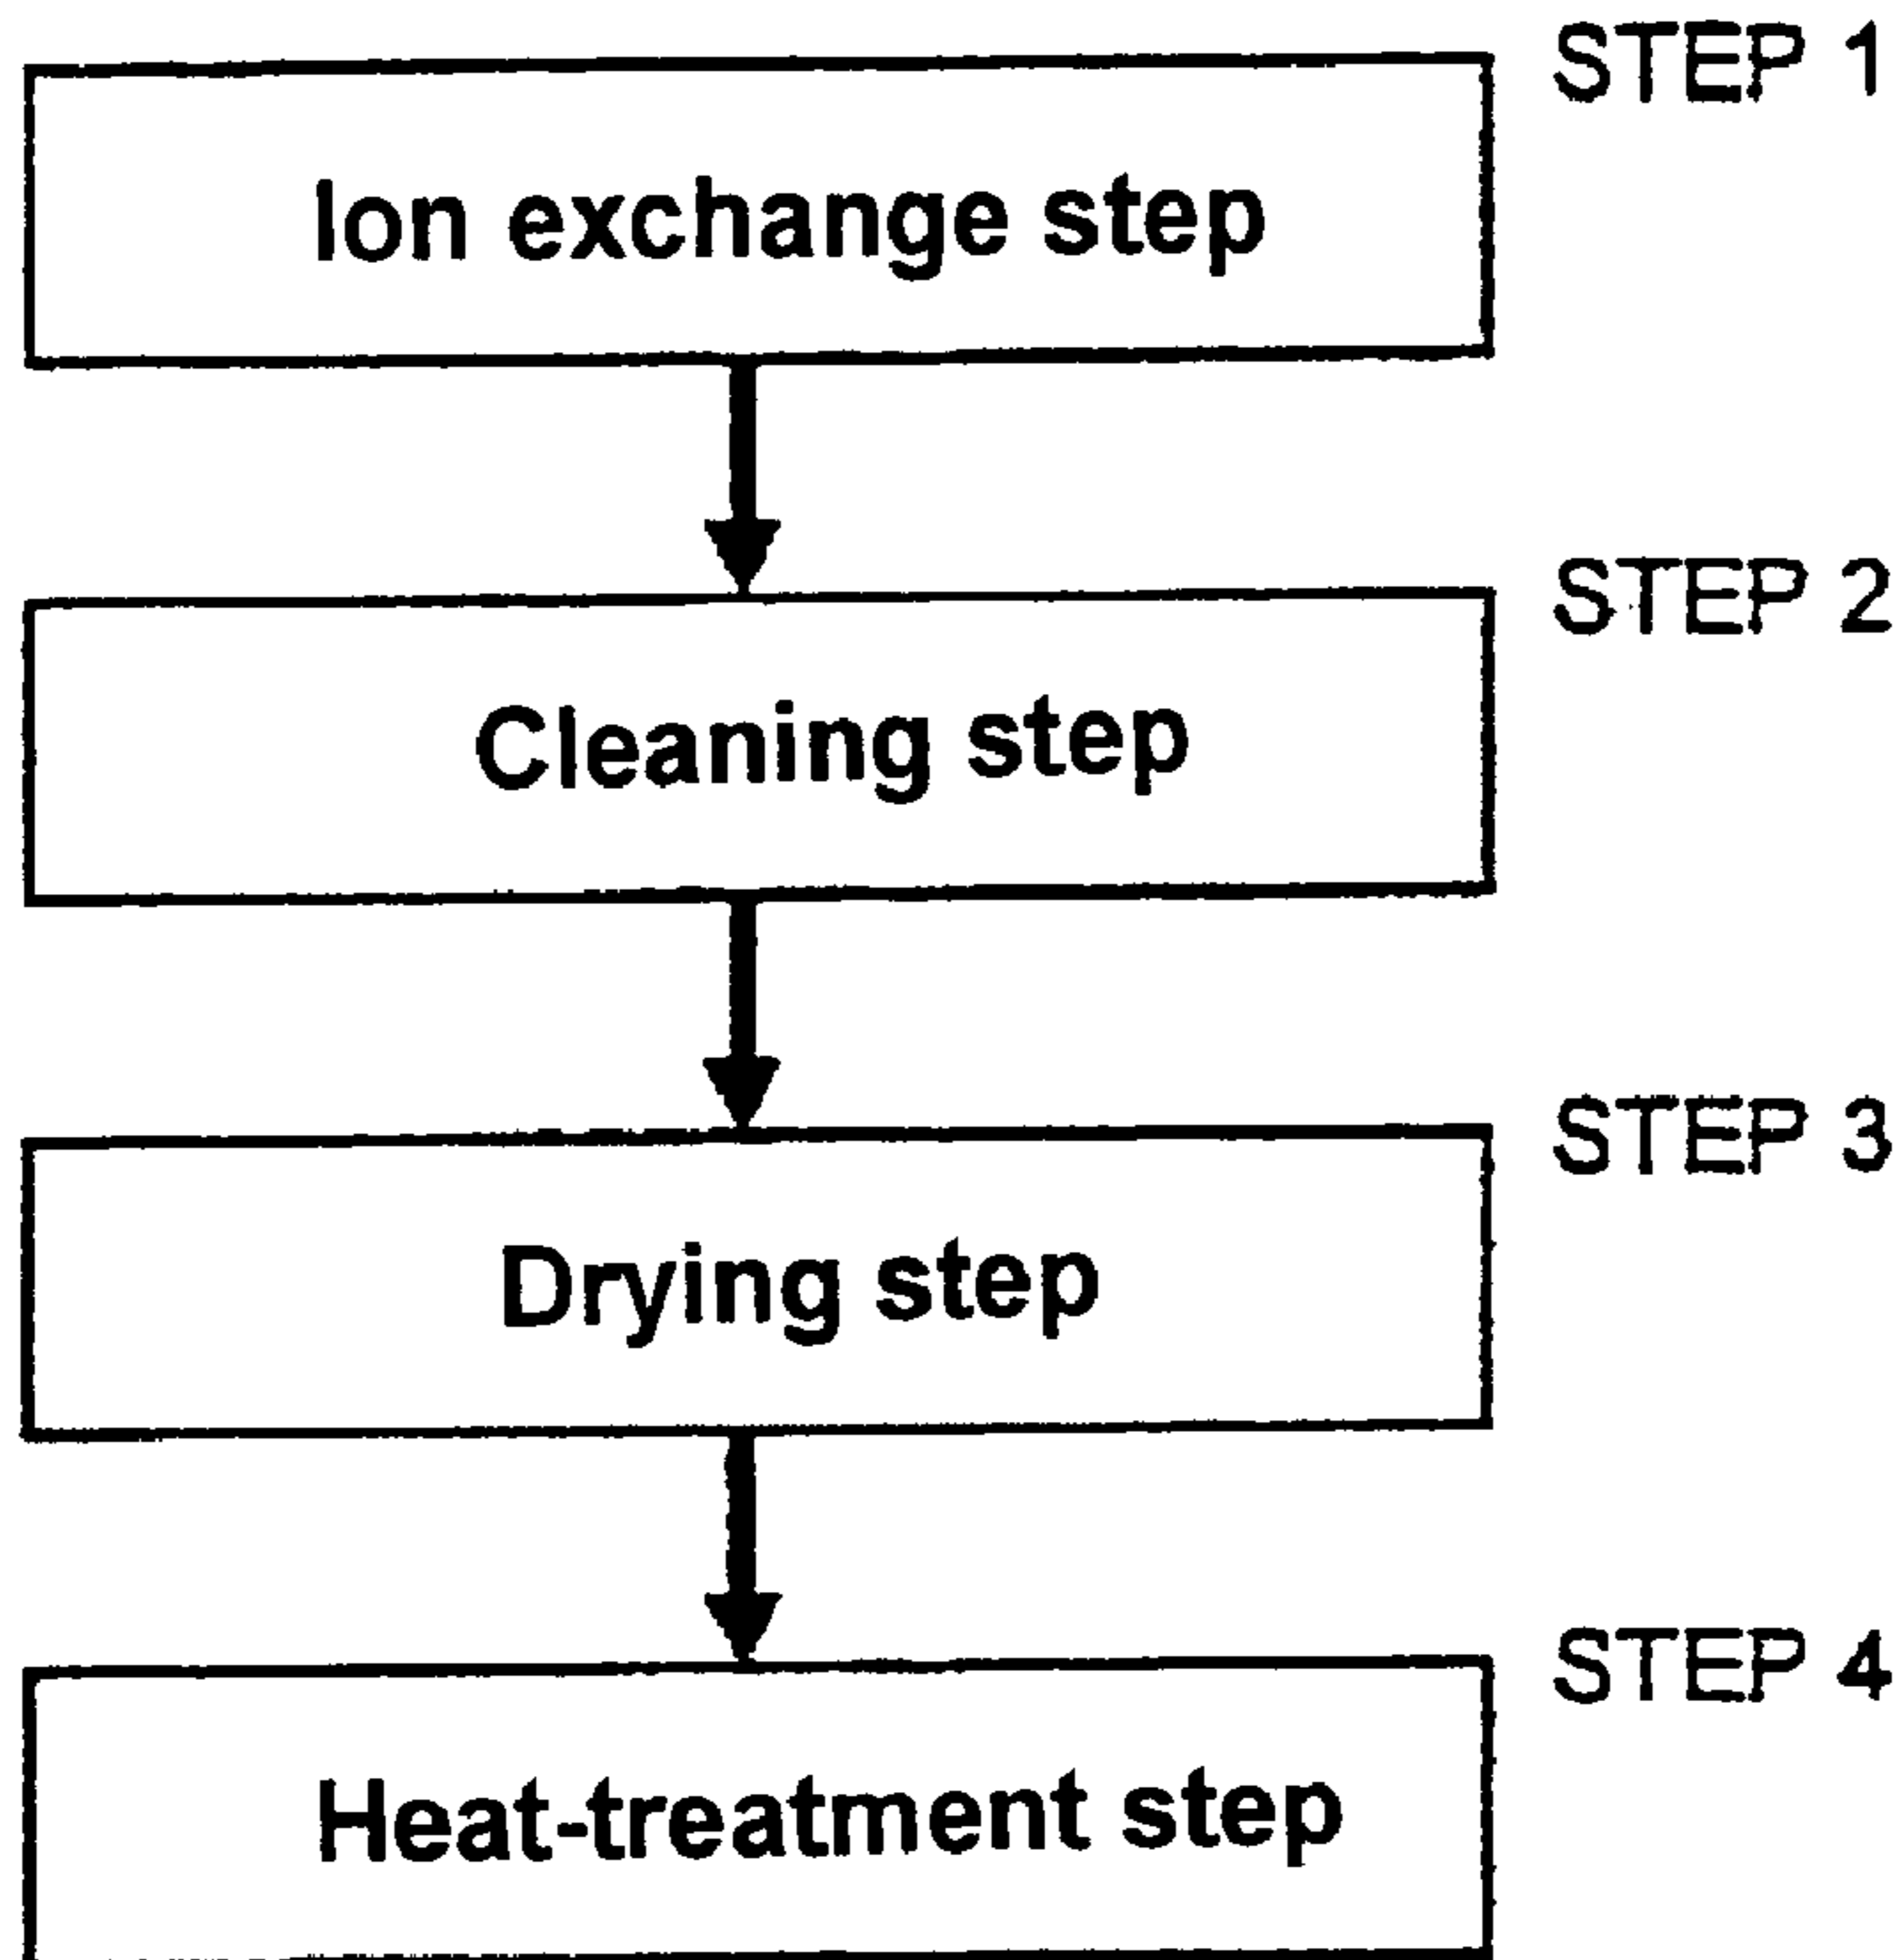 STEP 1
Ion exchange step
STEP 2
Cleaning step
STEP 3
Drying step
STEP 4
Heat-treatment step